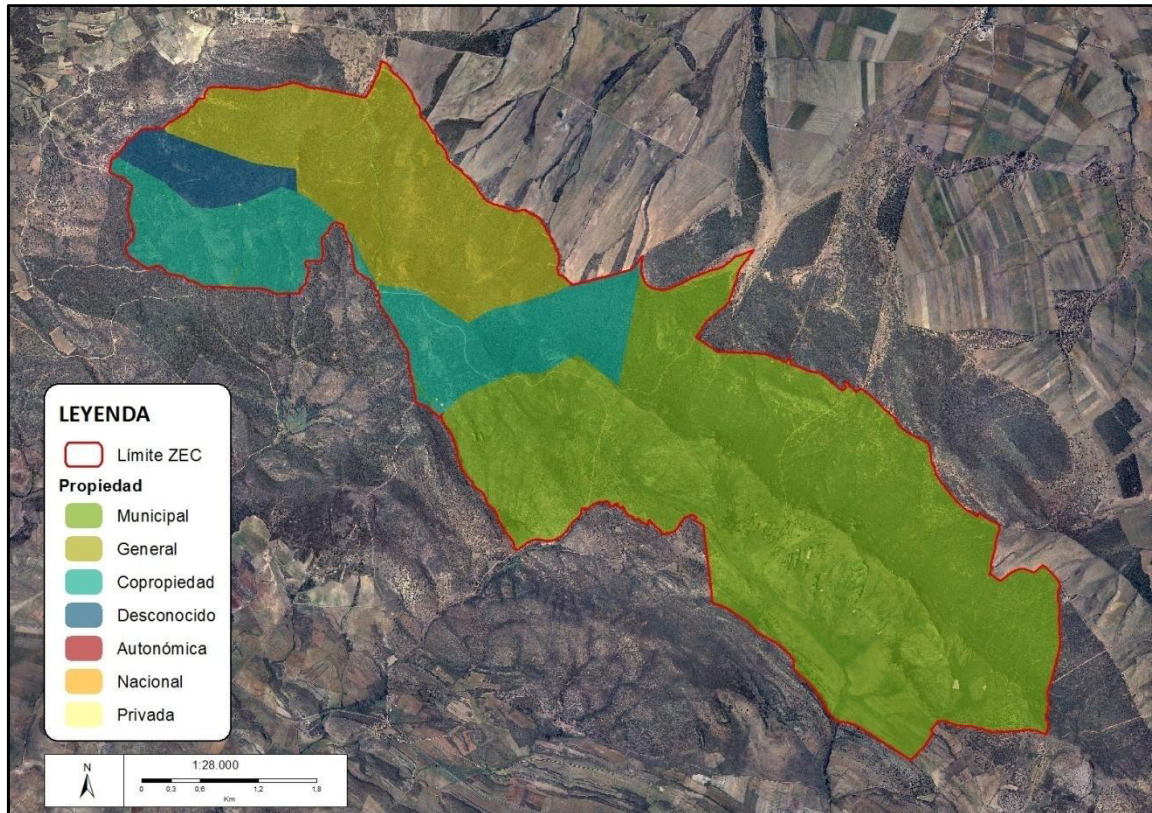 LEYENDA
Límite ZEC
Propiedad
Municipal
General
Copropiedad
Desconocido
Autonómica
Nacional
Privada
N
1:28.000
0 0,3 0,6 1,2 1,8
Km